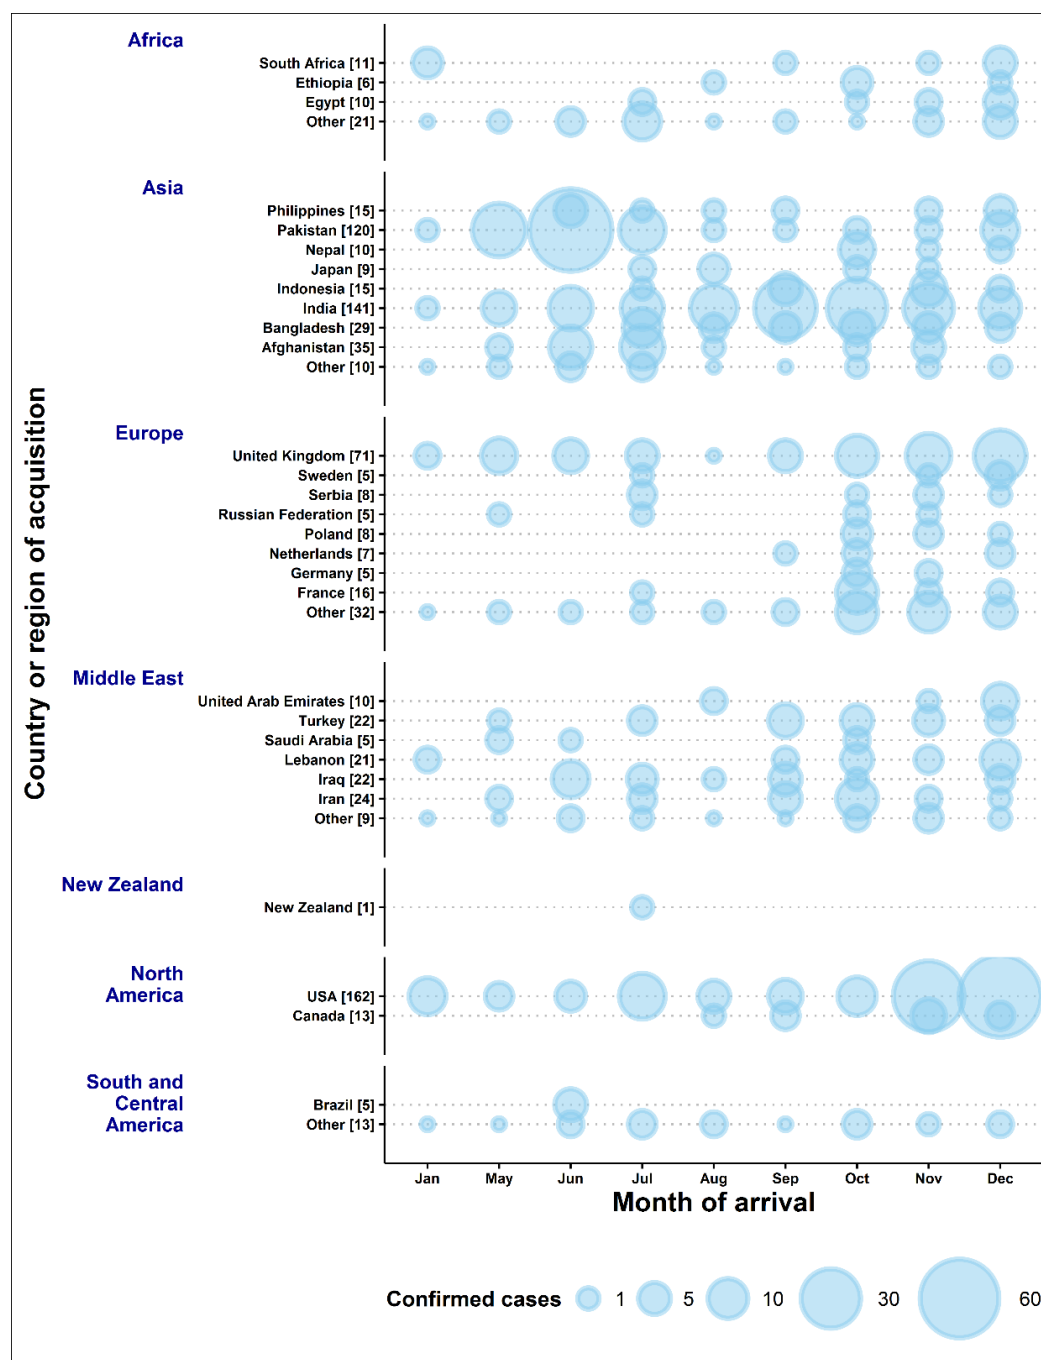 Country or region of acquisition
Africa
South Africa [11]
Ethiopia [6]
Egypt [10]
Other [21]
Asia
Philippines [15]
Pakistan [120]
Nepal [10]
Japan [9]
Indonesia [15]
India [141]
Bangladesh [29]
Afghanistan [35]
Other [10]
Europe
United Kingdom [71]
Sweden [5]
Serbia [8]
Russian Federation [5]
Poland [8]
Netherlands [7]
Germany [5]
France [16]
Other [32]
Middle East
United Arab Emirates [10]
Turkey [22]
Saudi Arabia [5]
Lebanon [21]
Iraq [22]
Iran [24]
Other [9]
New Zealand
New Zealand [1]
North
America
USA [162]
Canada [13]
South and
Central
America
Brazil [5]
Other [13]
Jan May Jun Jul Aug Sep Oct Nov Dec
Month of arrival
Confirmed cases 1 5 10 30 60